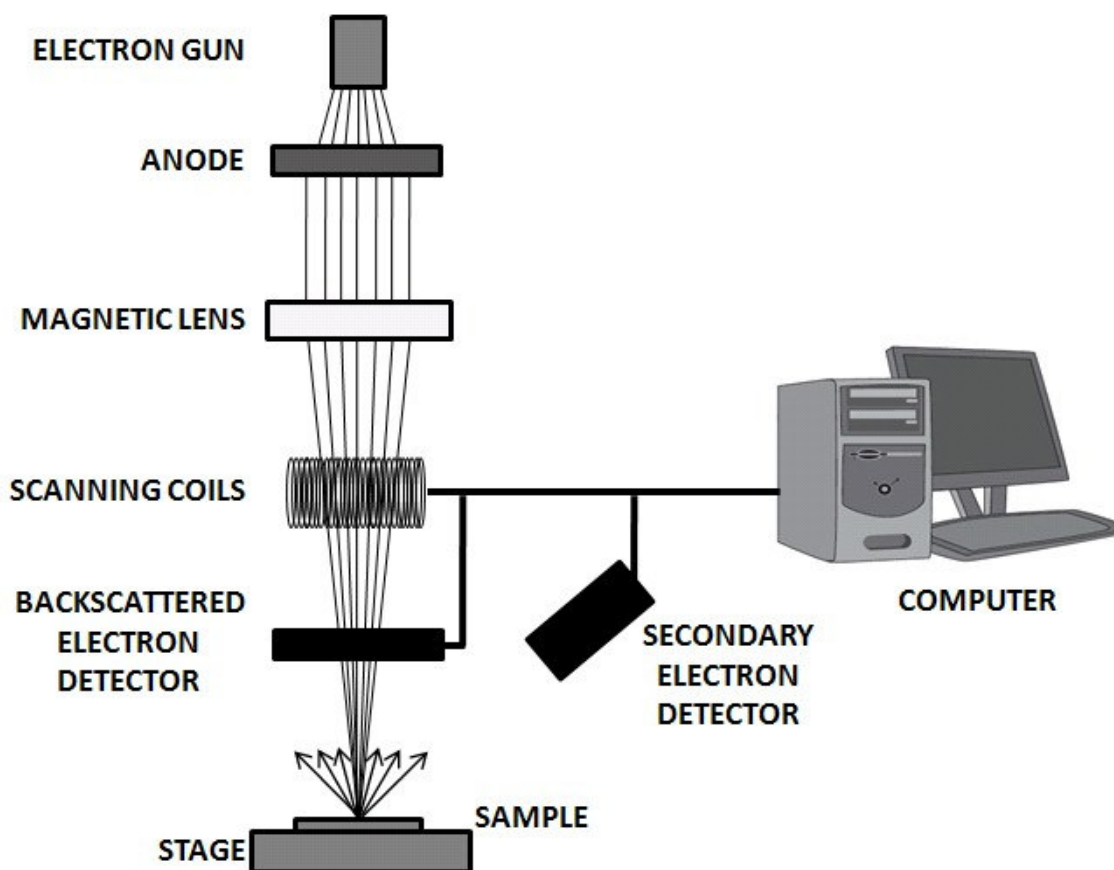 ELECTRON GUN
ANODE
MAGNETIC LENS
SCANNING COILS
BACKSCATTERED
ELECTRON
DETECTOR
SECONDARY
ELECTRON
DETECTOR
COMPUTER
SAMPLE
STAGE